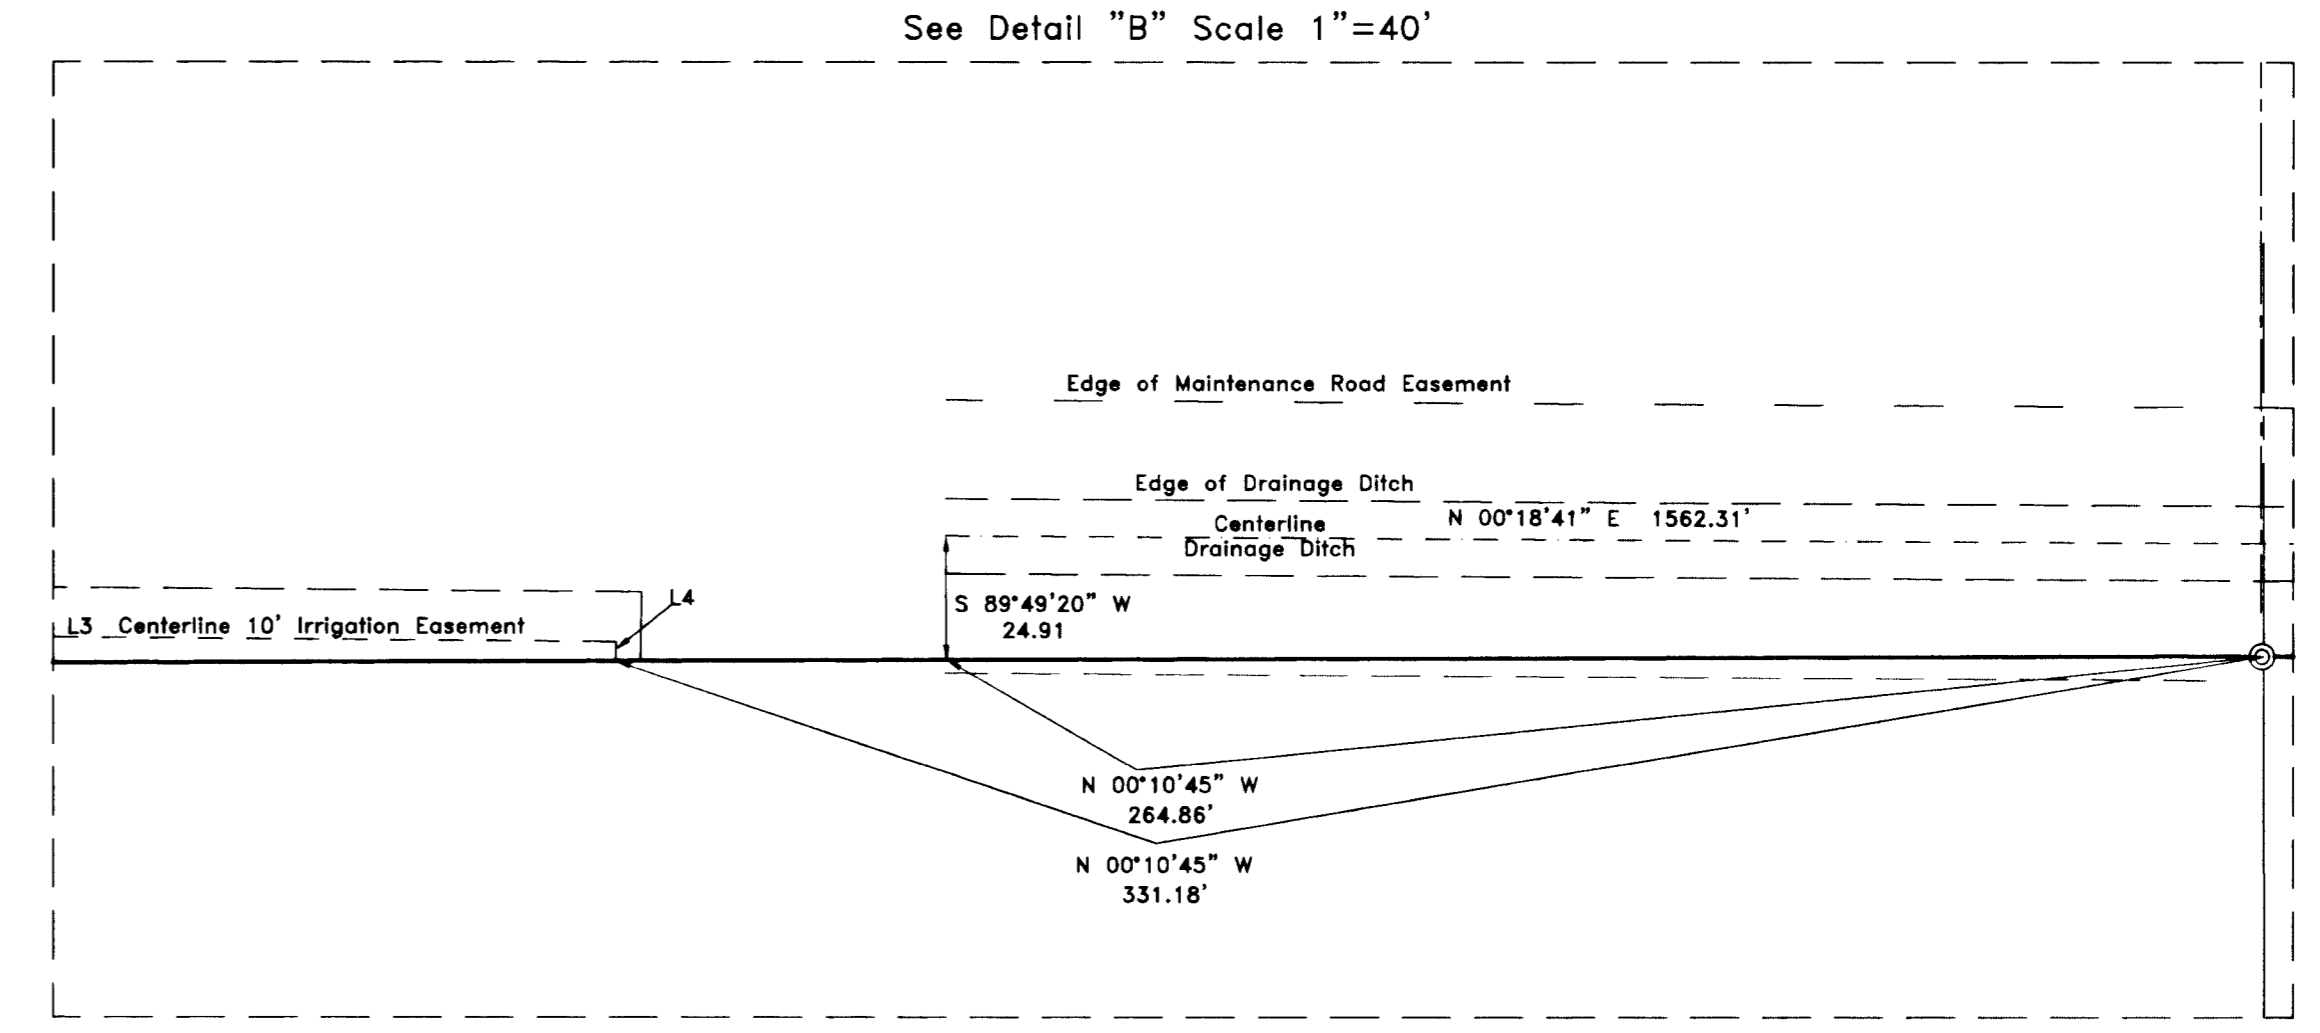 See Detail "B" Scale 1"=40'
Edge of Maintenance Road Easement
Edge of Drainage Ditch
N 00°18'41" E 1562.31'
Centerline
Drainage Ditch
L4
S 89°49'20" W
24.91
L3 Centerline 10' Irrigation Easement
N 00°10'45" W
264.86'
N 00°10'45" W
331.18'